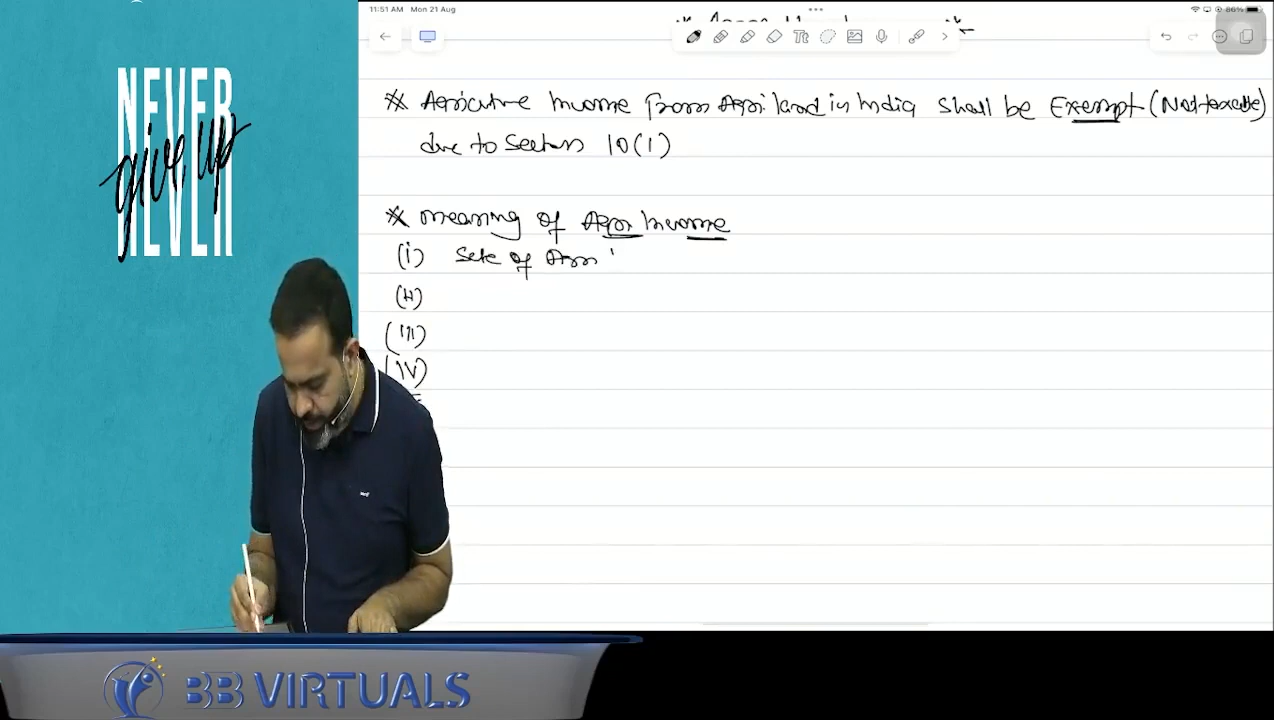 NEVER
give up
NEVER
11:51 AM Mon 21 Aug
86%
* Agriculture Income from Agri land in India shall be Exempt (Not taxable)
due to Section 10(1)
* meaning of Agri Income
(i) Sale of Agri
(ii)
(iii)
(iv)
BB VIRTUALS